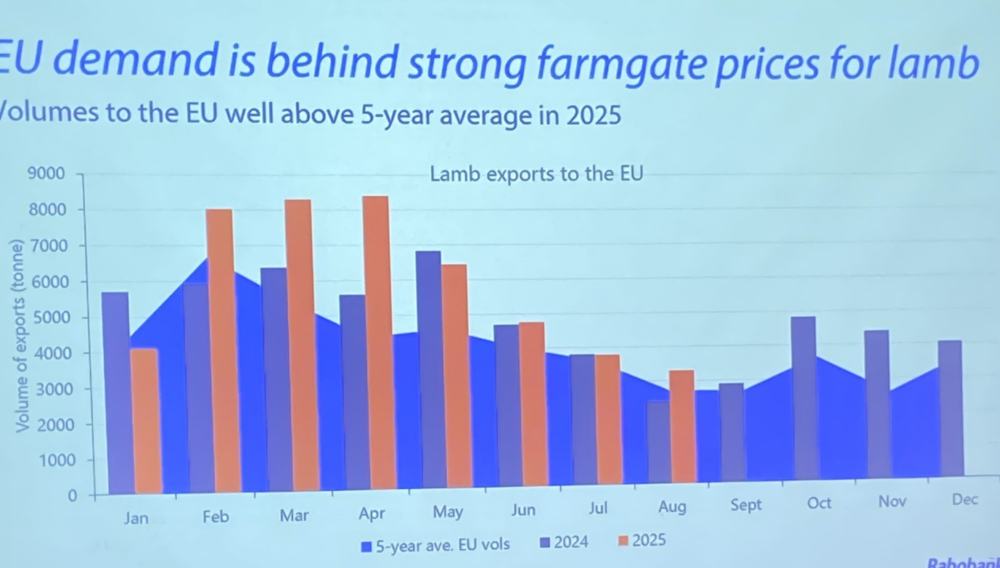 EU demand is behind strong farmgate prices for lamb
Volumes to the EU well above 5-year average in 2025
Lamb exports to the EU
Volume of exports (tonne)
9000
8000
7000
6000
5000
4000
3000
2000
1000
0
Jan Feb Mar Apr May Jun Jul Aug Sept Oct Nov Dec
5-year ave. EU vols 2024 2025
Rabobank